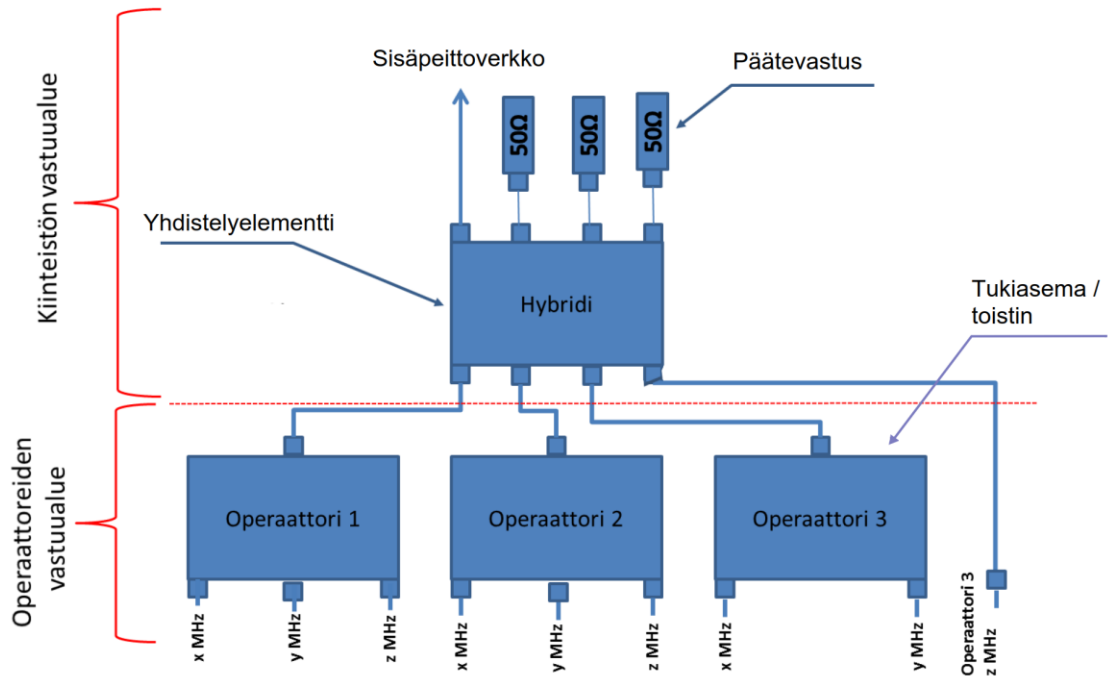 Kiinteistön vastuualue
Sisäpeittoverkko
Päätevastus
50Ω
50Ω
50Ω
Yhdistelyelementti
Hybridi
Tukiasema /
toistin
Operaattoreiden
vastuualue
Operaattori 1
Operaattori 2
Operaattori 3
x MHz
y MHz
z MHz
x MHz
y MHz
z MHz
x MHz
y MHz
Operaattori 3
z MHz